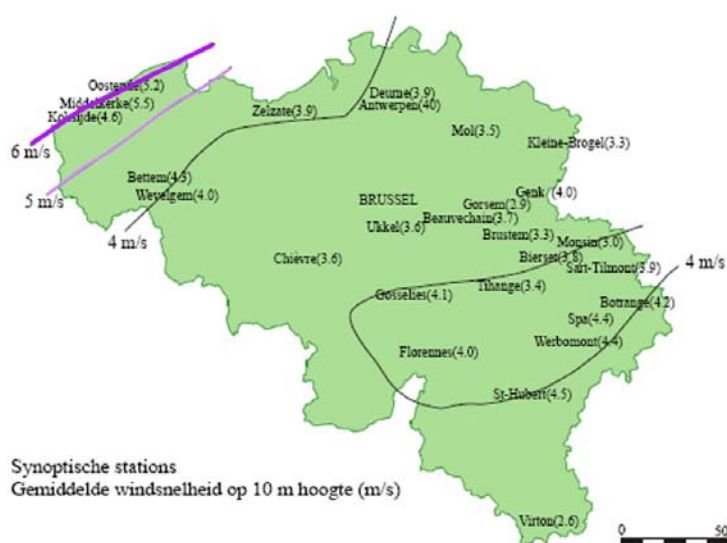 Oostende(5.2)
Middelkerke(5.5)
Koksijde(4.6)
6 m/s
5 m/s
4 m/s
Zelzate(3.9)
Deurne(3.9)
Antwerpen(40)
Mol(3.5)
Kleine-Brogel(3.3)
Bettem(4.3)
Wevelgem(4.0)
BRUSSEL
Genk (4.0)
Gorsem(2.9)
Beauvechain(3.7)
Ukkel(3.6)
Brustem(3.3)
Monsin(3.0)
Chièvre(3.6)
Bierset(3.8)
Sart-Tilmont(3.9)
4 m/s
Tihange(3.4)
Gosselies(4.1)
Botrange(4.2)
Spa(4.4)
Werbomont(4.4)
Florennes(4.0)
St-Hubert(4.5)
Synoptische stations
Gemiddelde windsnelheid op 10 m hoogte (m/s)
Virton(2.6)
0 50